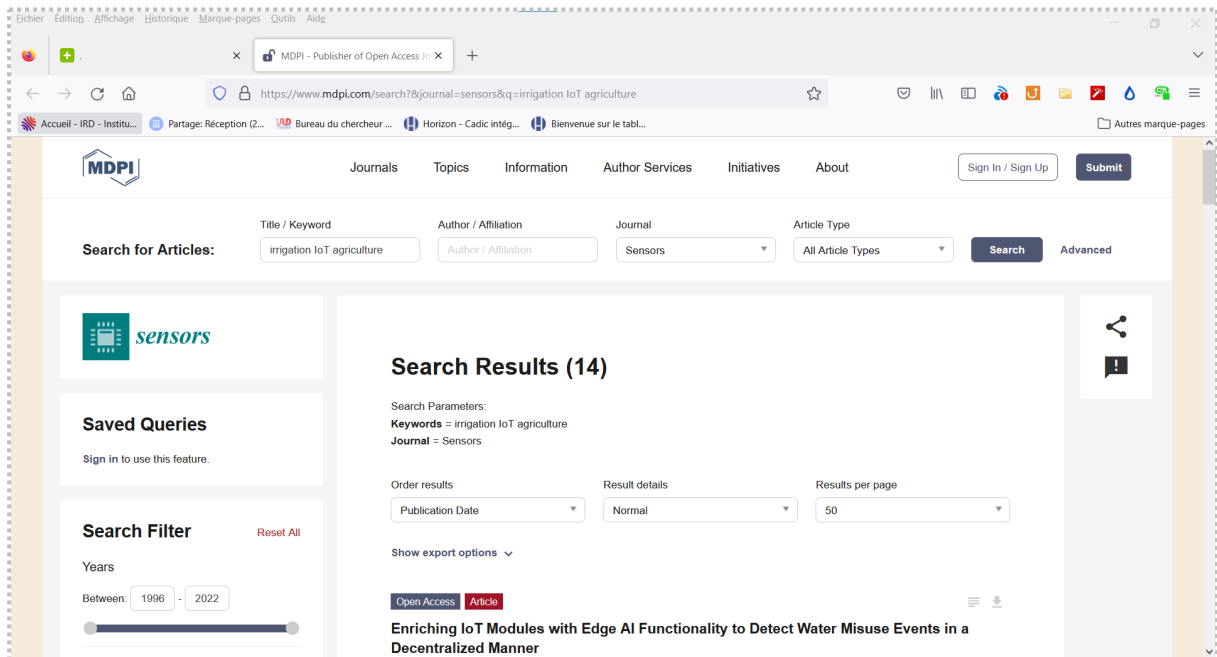 Fichier Édition Affichage Historique Marque-pages Outils Aide
. MDPI - Publisher of Open Access Jo
https://www.mdpi.com/search?&journal=sensors&q=irrigation IoT agriculture
Accueil - IRD - Institu... Partage: Réception (2... Bureau du chercheur ... Horizon - Cadic intég... Bienvenue sur le tabl... Autres marque-pages
MDPI Journals Topics Information Author Services Initiatives About Sign In / Sign Up Submit
Title / Keyword Author / Affiliation Journal Article Type
Search for Articles: irrigation IoT agriculture Author / Affiliation Sensors All Article Types Search Advanced
sensors
Search Results (14)
Search Parameters:
Keywords = irrigation IoT agriculture
Journal = Sensors
Saved Queries
Sign in to use this feature.
Order results Result details Results per page
Publication Date Normal 50
Search Filter Reset All
Show export options
Years
Between: 1996 - 2022
Open Access Article
Enriching IoT Modules with Edge AI Functionality to Detect Water Misuse Events in a
Decentralized Manner